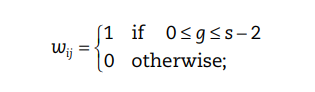 w_ij = { 1 if 0 ≤ g ≤ s − 2
0 otherwise;